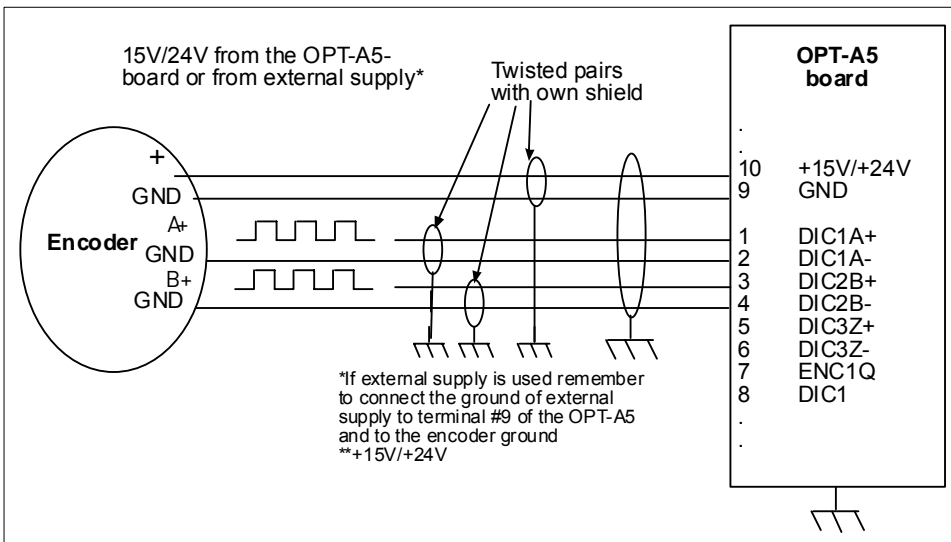 15V/24V from the OPT-A5-
board or from external supply*
Twisted pairs
with own shield
OPT-A5
board
.
.
+
GND
A+
GND
B+
GND
Encoder
10 +15V/+24V
9 GND
1 DIC1A+
2 DIC1A-
3 DIC2B+
4 DIC2B-
5 DIC3Z+
6 DIC3Z-
7 ENC1Q
8 DIC1
.
.
*If external supply is used remember
to connect the ground of external
supply to terminal #9 of the OPT-A5
and to the encoder ground
**+15V/+24V